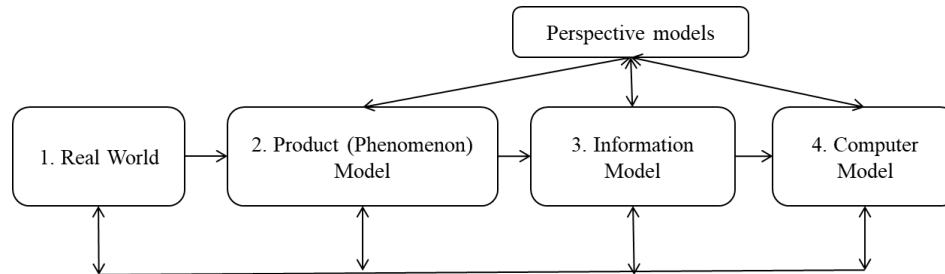 Perspective models
1. Real World
2. Product (Phenomenon)
Model
3. Information
Model
4. Computer
Model